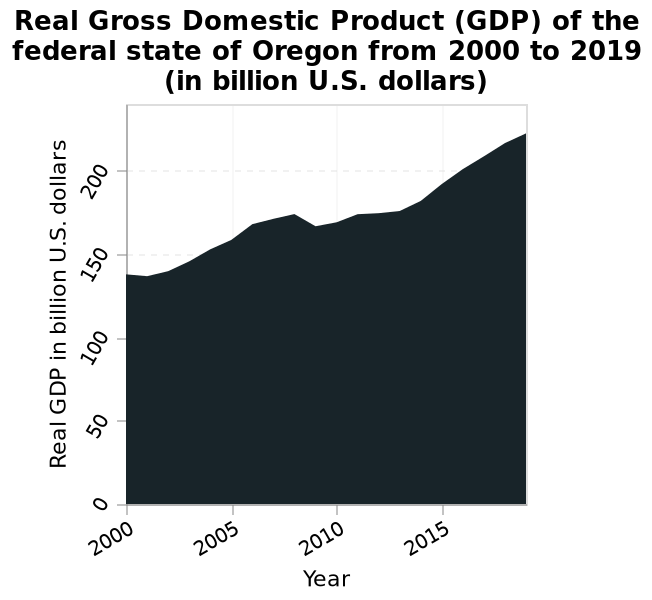 Real Gross Domestic Product (GDP) of the
federal state of Oregon from 2000 to 2019
(in billion U.S. dollars)
Real GDP in billion U.S. dollars
200
150
100
50
0
2000
2005
2010
2015
Year